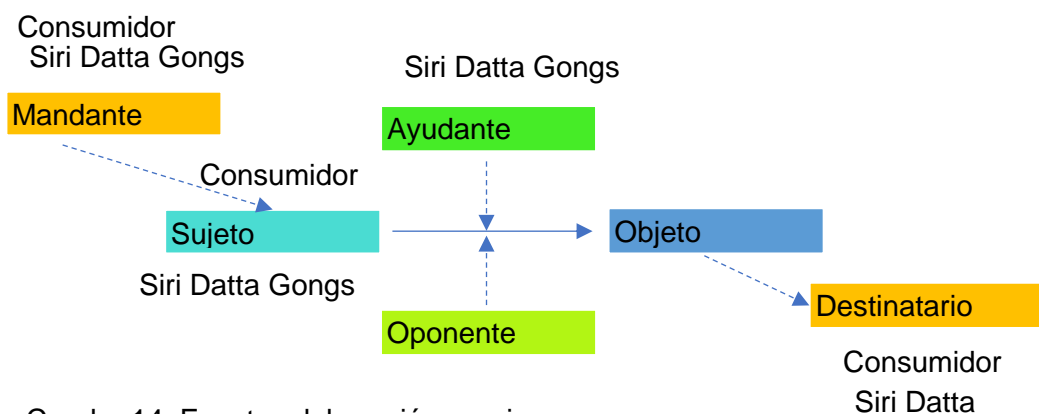 Consumidor
Siri Datta Gongs
Siri Datta Gongs
Mandante
Ayudante
Consumidor
Sujeto
Objeto
Siri Datta Gongs
Destinatario
Oponente
Consumidor
Siri Datta